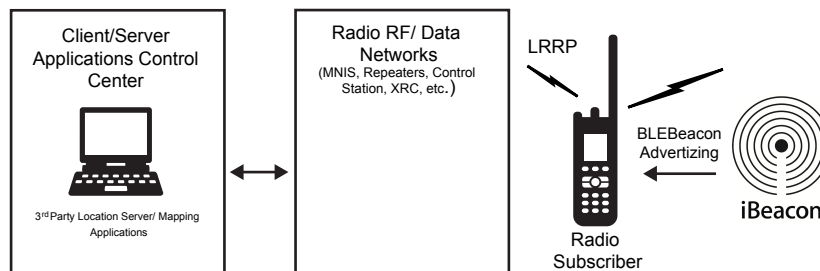 Client/Server
Applications Control
Center
3rd Party Location Server/ Mapping
Applications
Radio RF/ Data
Networks
(MNIS, Repeaters, Control
Station, XRC, etc.)
LRRP
Radio
Subscriber
BLEBeacon
Advertizing
iBeacon